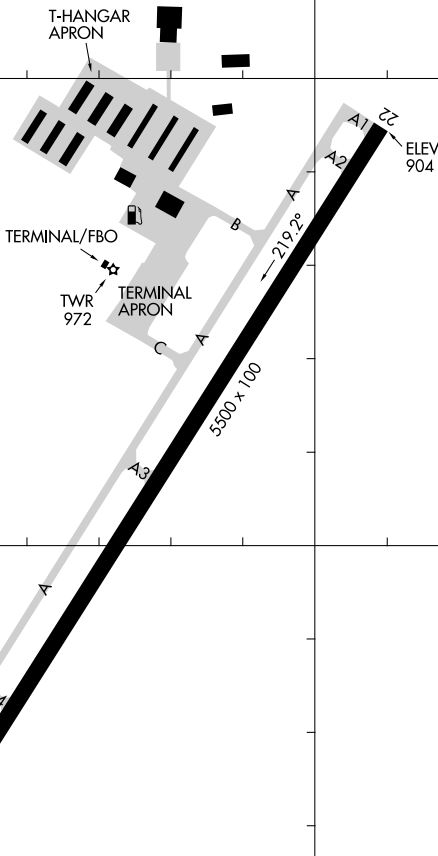 T-HANGAR
APRON
A1
22
ELEV
904
A2
A
B
219.2°
TERMINAL/FBO
TWR
972
TERMINAL
APRON
C
A
5500 x 100
A3
A